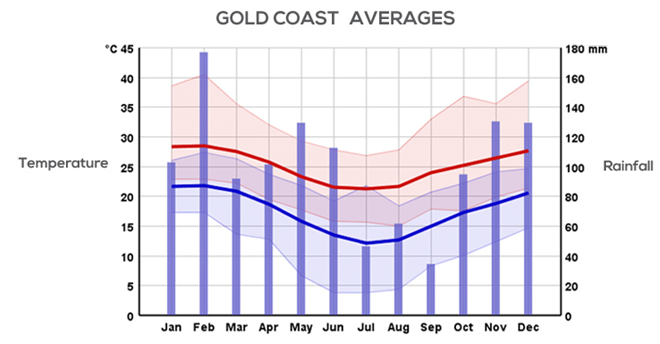 GOLD COAST AVERAGES
°C 45 180 mm
40 160
35 140
30 120
Temperature 25 100 Rainfall
20 80
15 60
10 40
5 20
0 0
Jan Feb Mar Apr May Jun Jul Aug Sep Oct Nov Dec